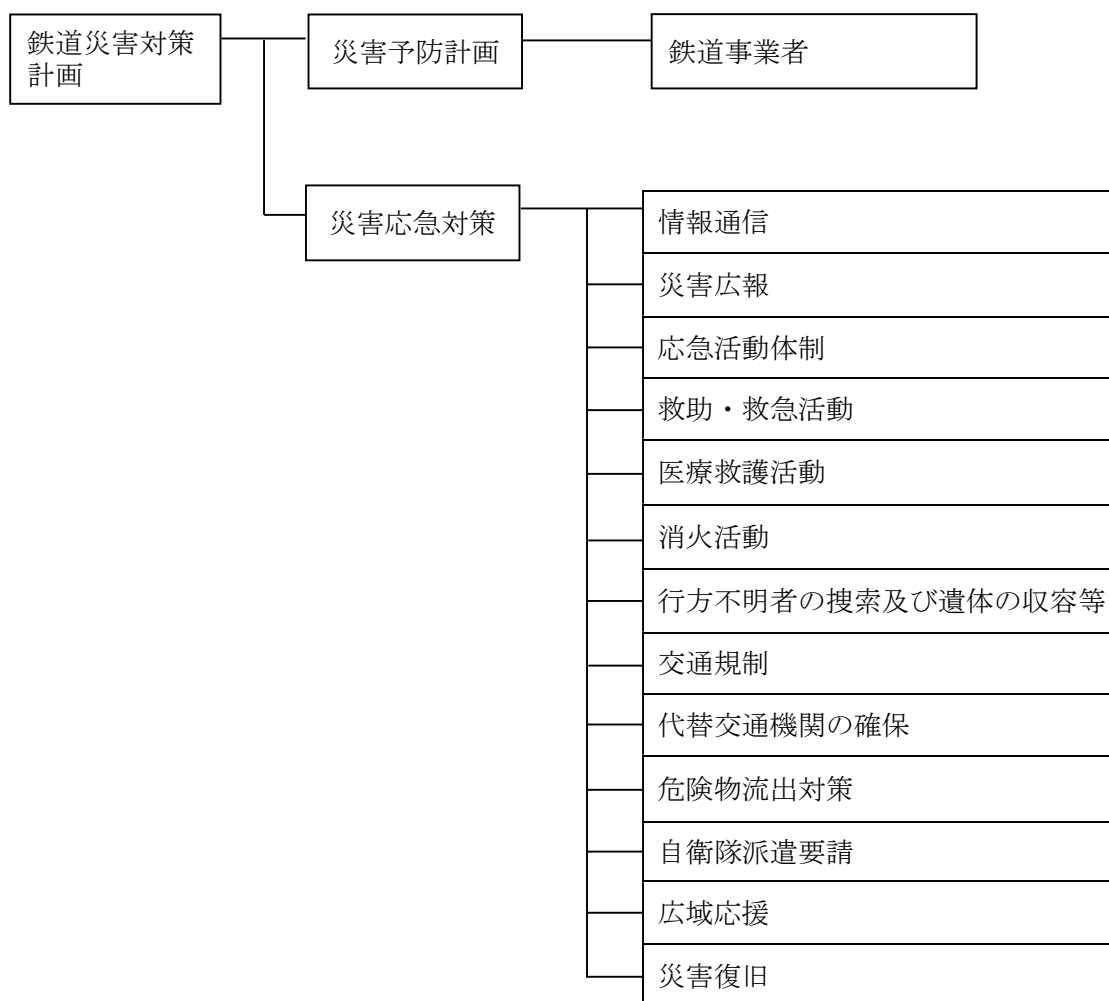 鉄道災害対策
計画
災害予防計画
鉄道事業者
災害応急対策
情報通信
災害広報
応急活動体制
救助・救急活動
医療救護活動
消火活動
行方不明者の捜索及び遺体の収容等
交通規制
代替交通機関の確保
危険物流出対策
自衛隊派遣要請
広域応援
災害復旧